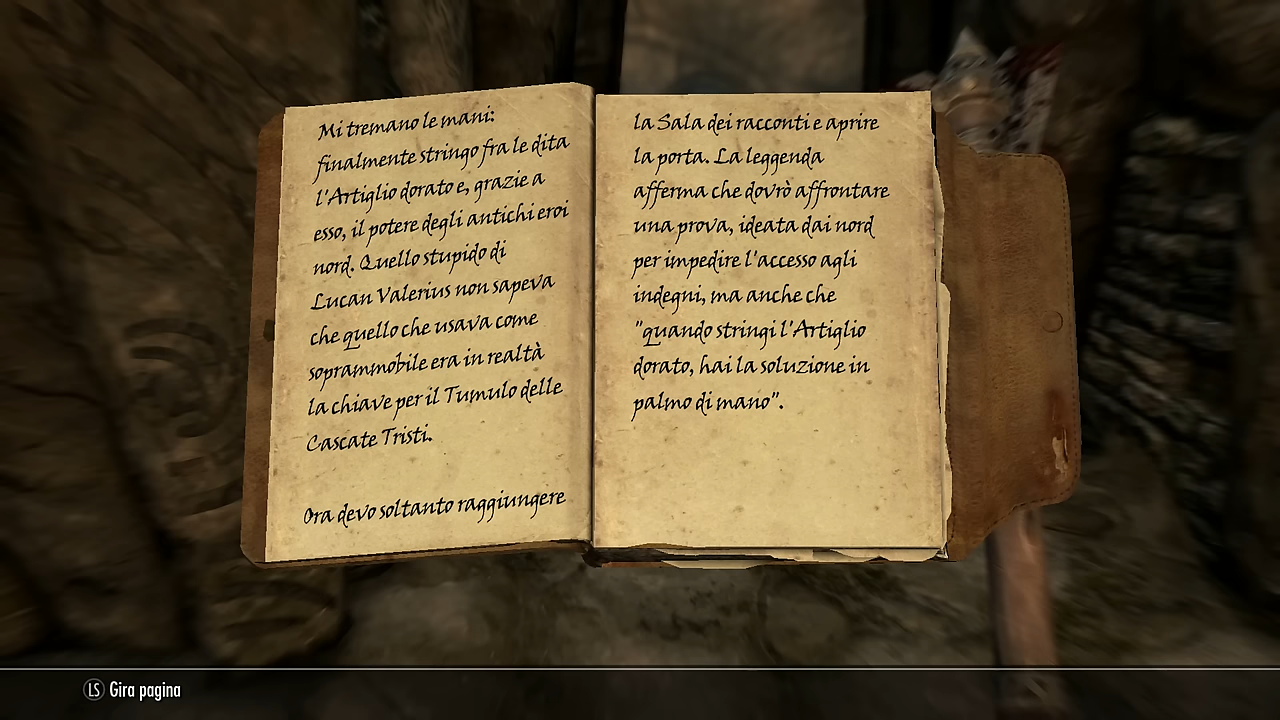 Mi tremano le mani:
finalmente stringo fra le dita
l'Artiglio dorato e, grazie a
esso, il potere degli antichi eroi
nord. Quello stupido di
Lucan Valerius non sapeva
che quello che usava come
soprammobile era in realtà
la chiave per il Tumulo delle
Cascate Tristi.
Ora devo soltanto raggiungere
la Sala dei racconti e aprire
la porta. La leggenda
afferma che dovrò affrontare
una prova, ideata dai nord
per impedire l'accesso agli
indegni, ma anche che
"quando stringi l'Artiglio
dorato, hai la soluzione in
palmo di mano".
LS Gira pagina